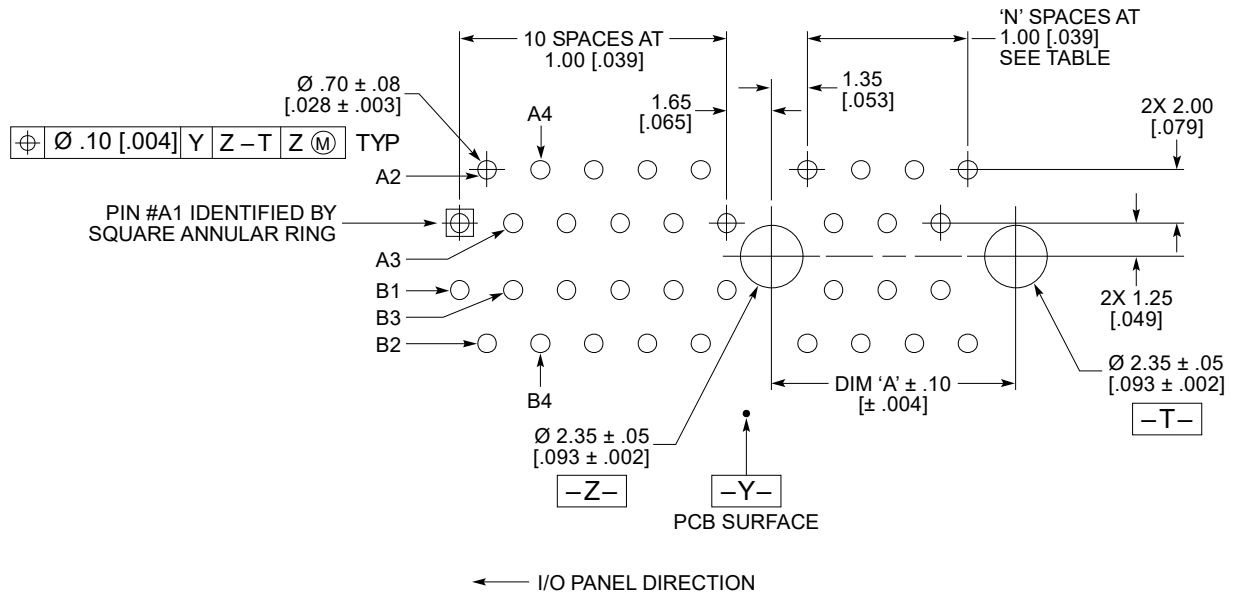 10 SPACES AT
1.00 [.039]
‘N’ SPACES AT
1.00 [.039]
SEE TABLE
Ø .70 ± .08
[.028 ± .003]
A4
1.65
[.065]
1.35
[.053]
2X 2.00
[.079]
⌖ Ø .10 [.004] Y Z –T Z Ⓜ TYP
A2
PIN #A1 IDENTIFIED BY
SQUARE ANNULAR RING
A3
B1
B3
B2
2X 1.25
[.049]
B4
DIM ‘A’ ± .10
[± .004]
Ø 2.35 ± .05
[.093 ± .002]
–T–
Ø 2.35 ± .05
[.093 ± .002]
–Z–
–Y–
PCB SURFACE
I/O PANEL DIRECTION